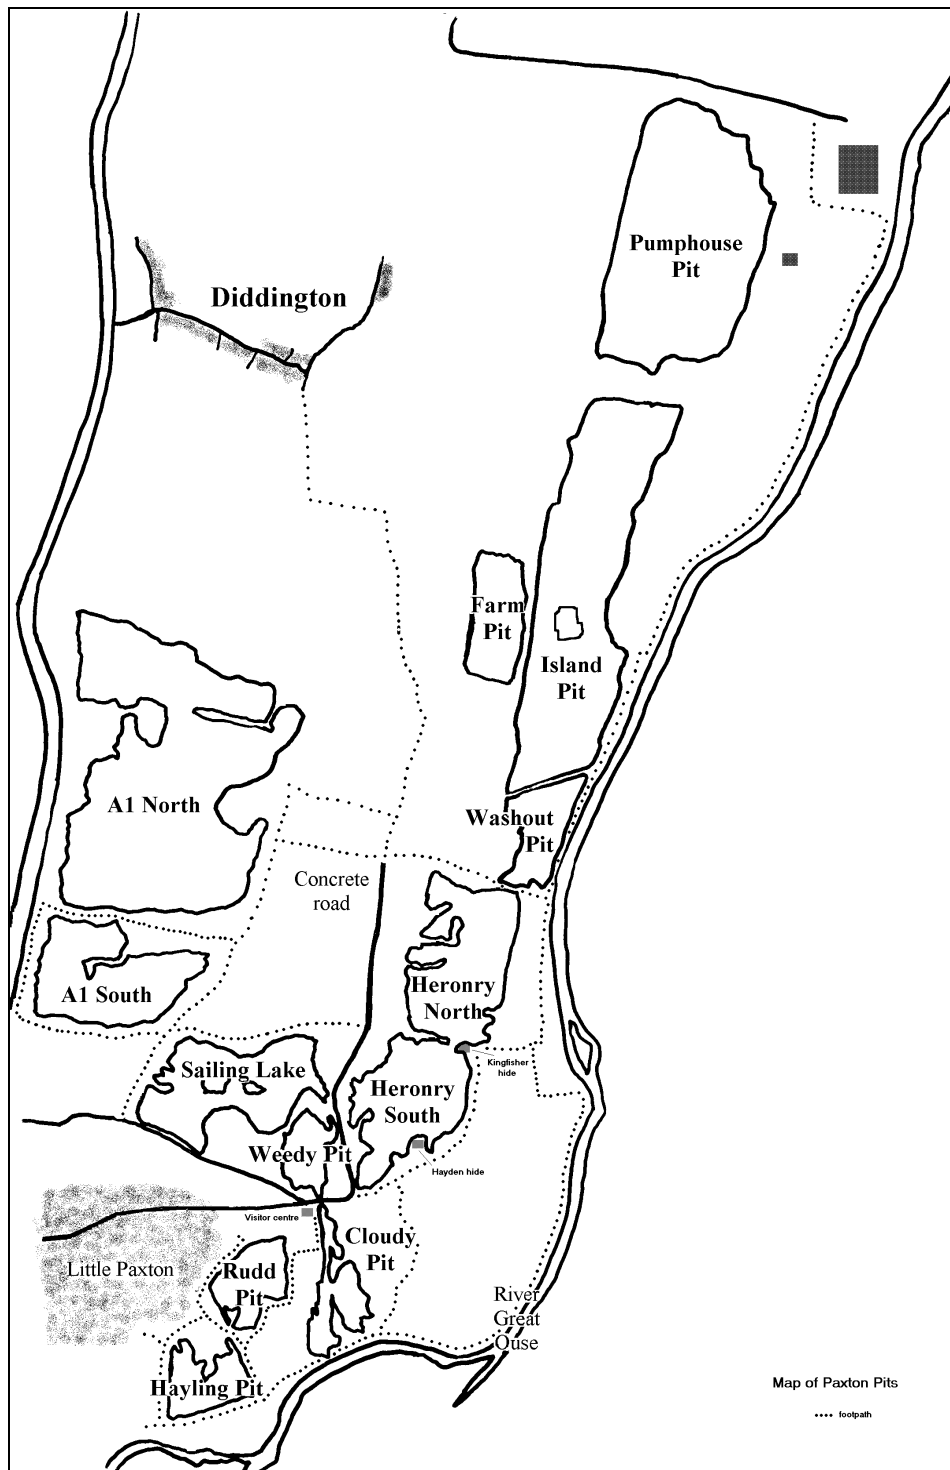 Pumphouse
Pit
Diddington
Farm
Pit
Island
Pit
A1 North
Washout
Pit
Concrete
road
Heronry
North
A1 South
Kingfisher
hide
Sailing Lake
Heronry
South
Weedy Pit
Hayden hide
Visitor centre
Cloudy
Pit
Little Paxton
Rudd
Pit
River
Great
Ouse
Hayling Pit
Map of Paxton Pits
footpath